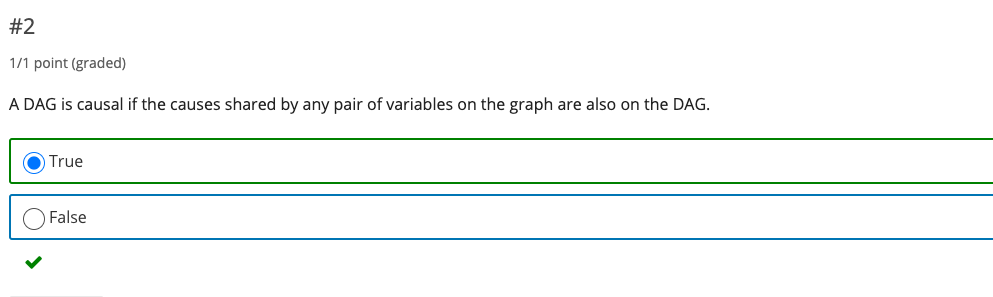 #2
1/1 point (graded)
A DAG is causal if the causes shared by any pair of variables on the graph are also on the DAG.
True
False